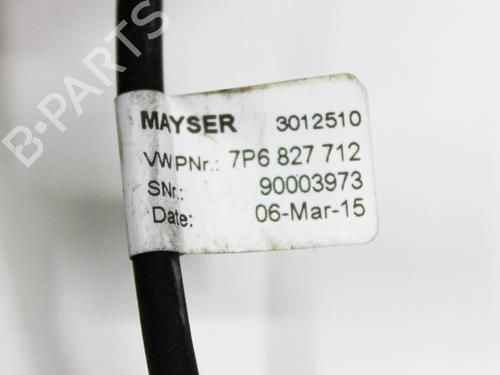 B-PARTS
MAYSER 3012510
VWPNr.: 7P6 827 712
SNr.: 90003973
Date: 06-Mar-15